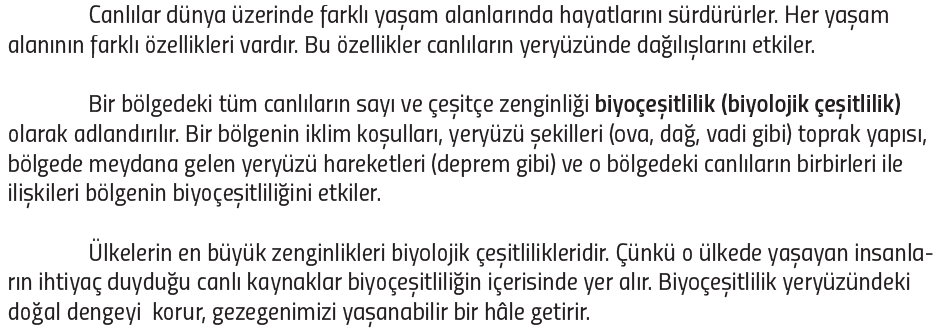 Canlılar dünya üzerinde farklı yaşam alanlarında hayatlarını sürdürürler. Her yaşam
alanının farklı özellikleri vardır. Bu özellikler canlıların yeryüzünde dağılışlarını etkiler.
Bir bölgedeki tüm canlıların sayı ve çeşitçe zenginliği biyoçeşitlilik (biyolojik çeşitlilik)
olarak adlandırılır. Bir bölgenin iklim koşulları, yeryüzü şekilleri (ova, dağ, vadi gibi) toprak yapısı,
bölgede meydana gelen yeryüzü hareketleri (deprem gibi) ve o bölgedeki canlıların birbirleri ile
ilişkileri bölgenin biyoçeşitliliğini etkiler.
Ülkelerin en büyük zenginlikleri biyolojik çeşitlilikleridir. Çünkü o ülkede yaşayan insanla-
rın ihtiyaç duyduğu canlı kaynaklar biyoçeşitliliğin içerisinde yer alır. Biyoçeşitlilik yeryüzündeki
doğal dengeyi  korur, gezegenimizi yaşanabilir bir hâle getirir.